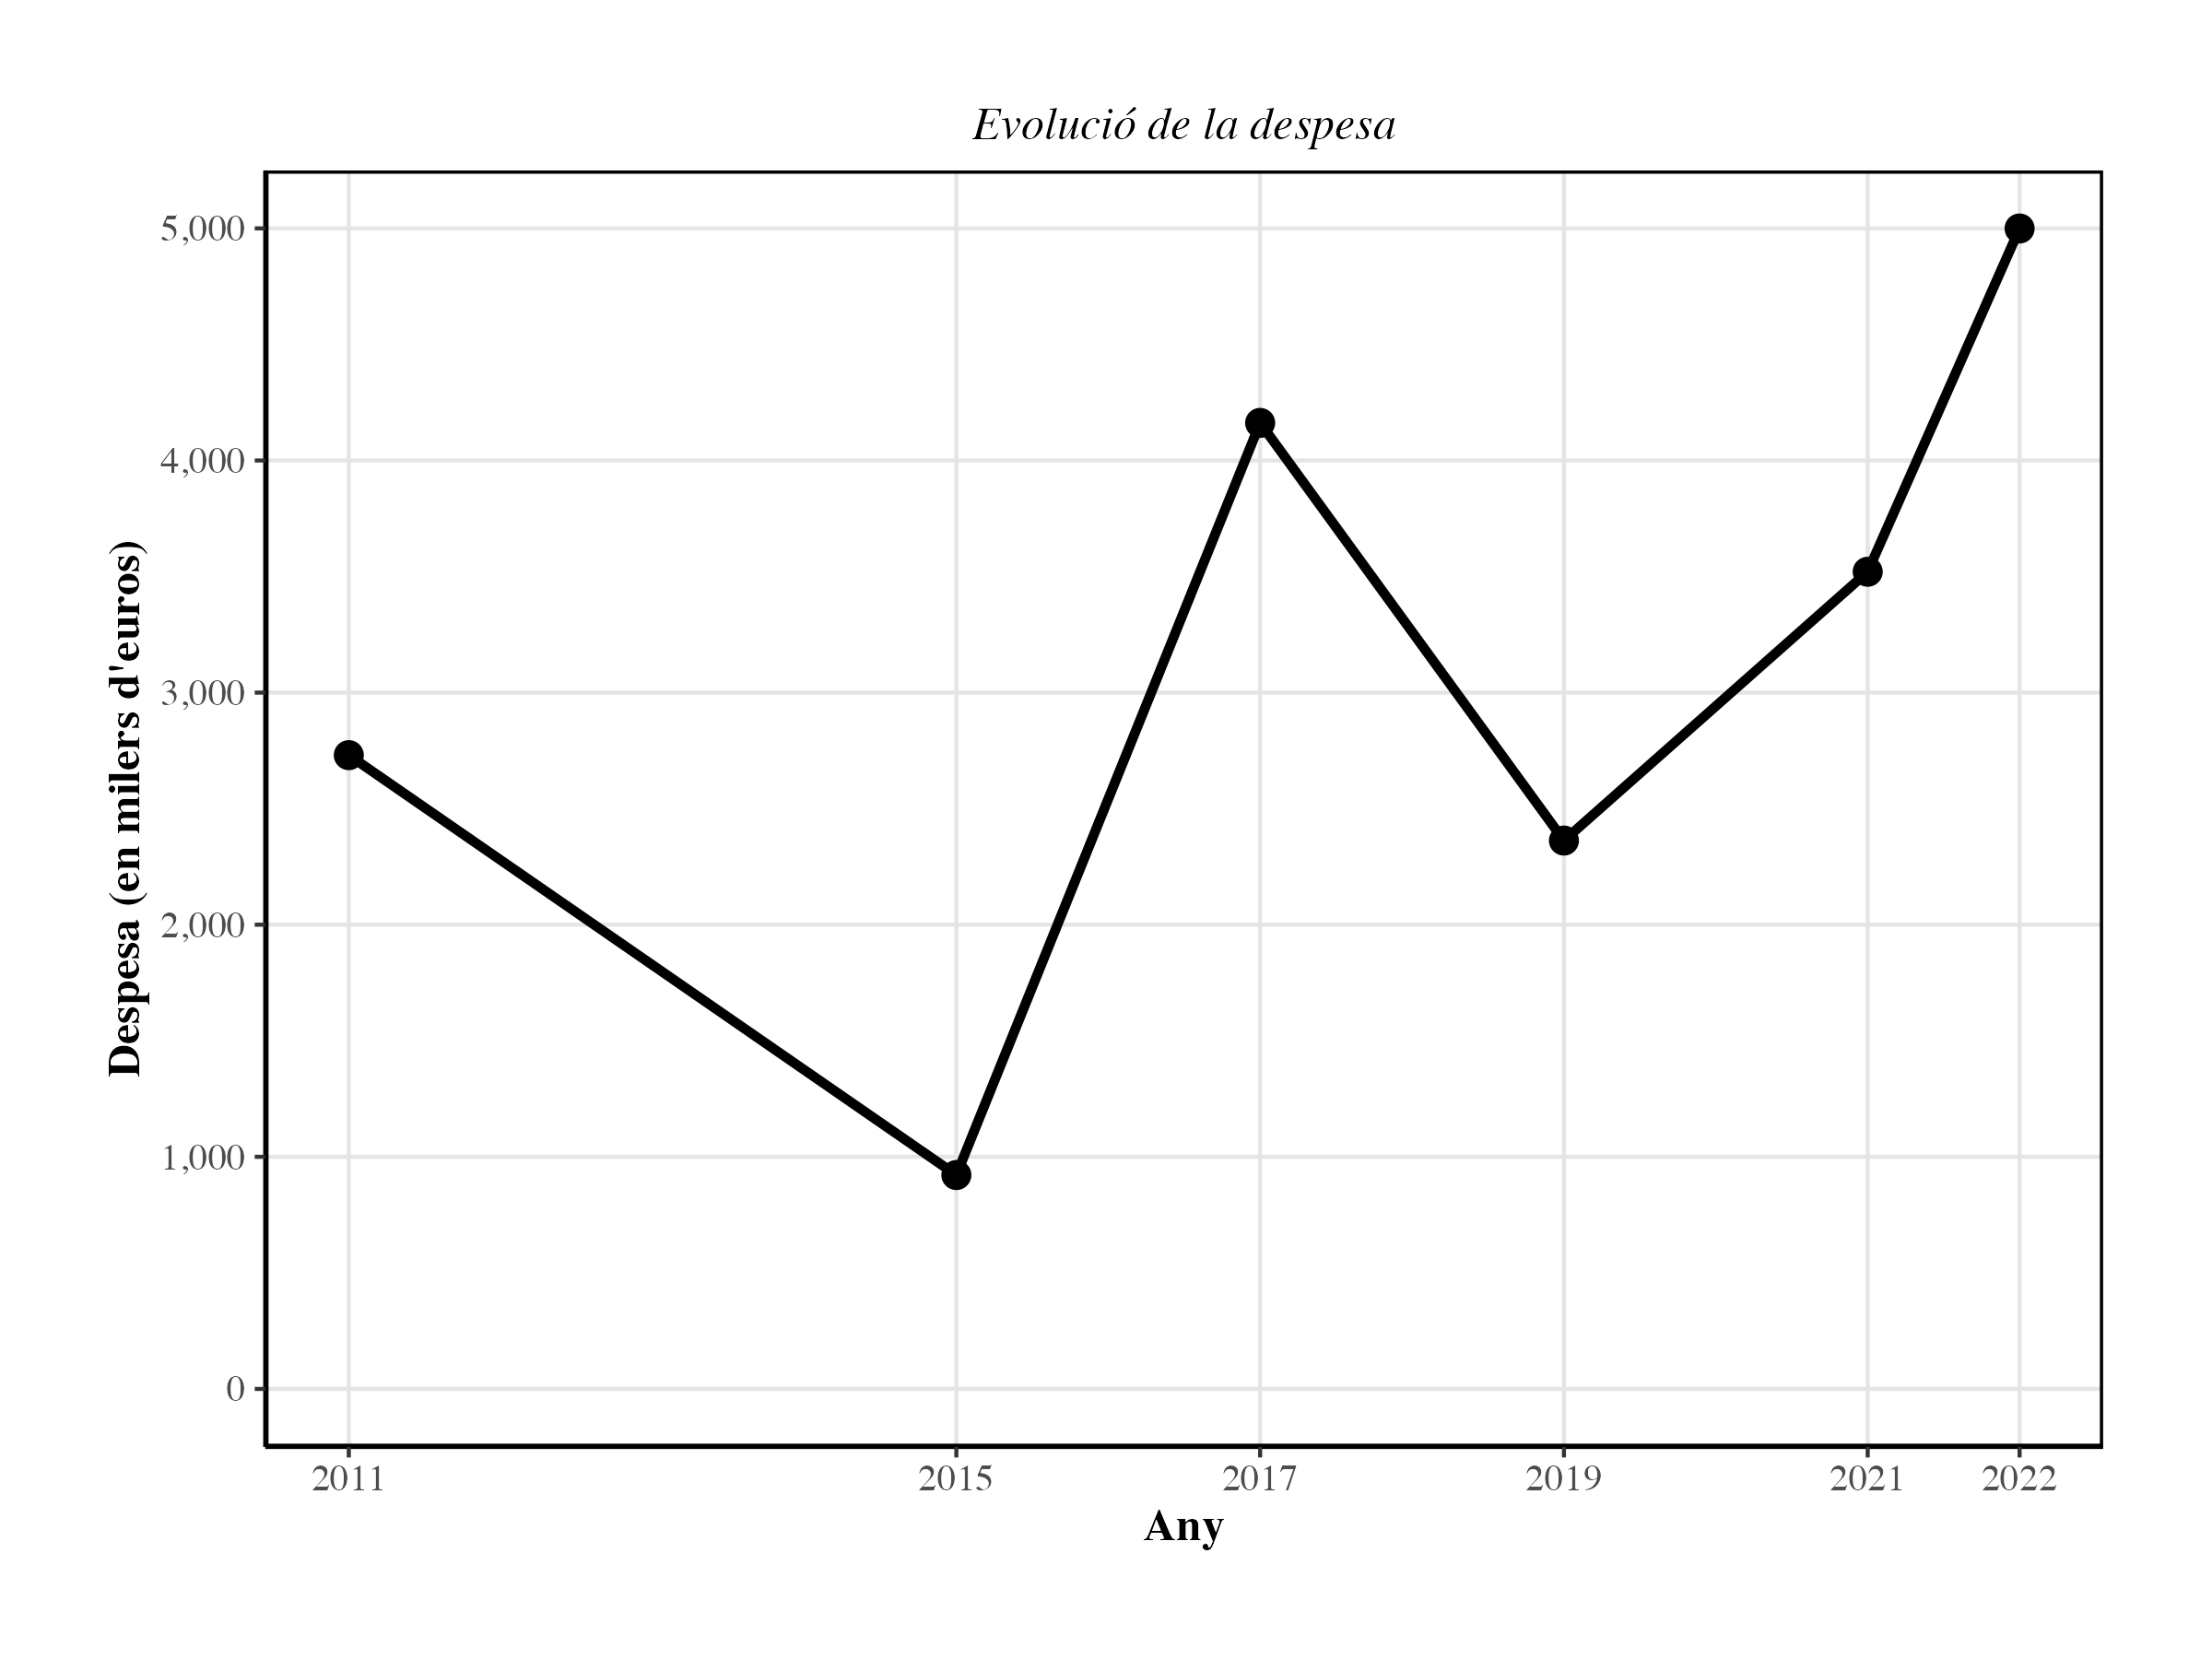 Evolució de la despesa
Despesa (en milers d'euros)
5,000
4,000
3,000
2,000
1,000
0
2011 2015 2017 2019 2021 2022
Any